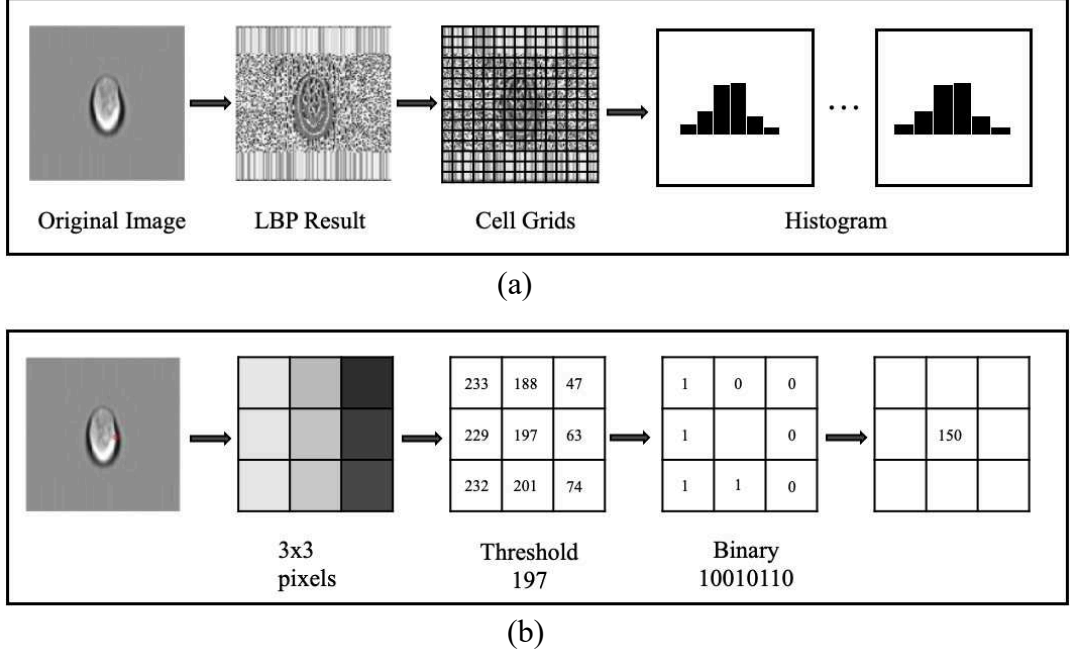 Original Image LBP Result Cell Grids Histogram
...
(a)
233 188 47
229 197 63
232 201 74
1 0 0
1 0
1 1 0
150
3x3
pixels
Threshold
197
Binary
10010110
(b)